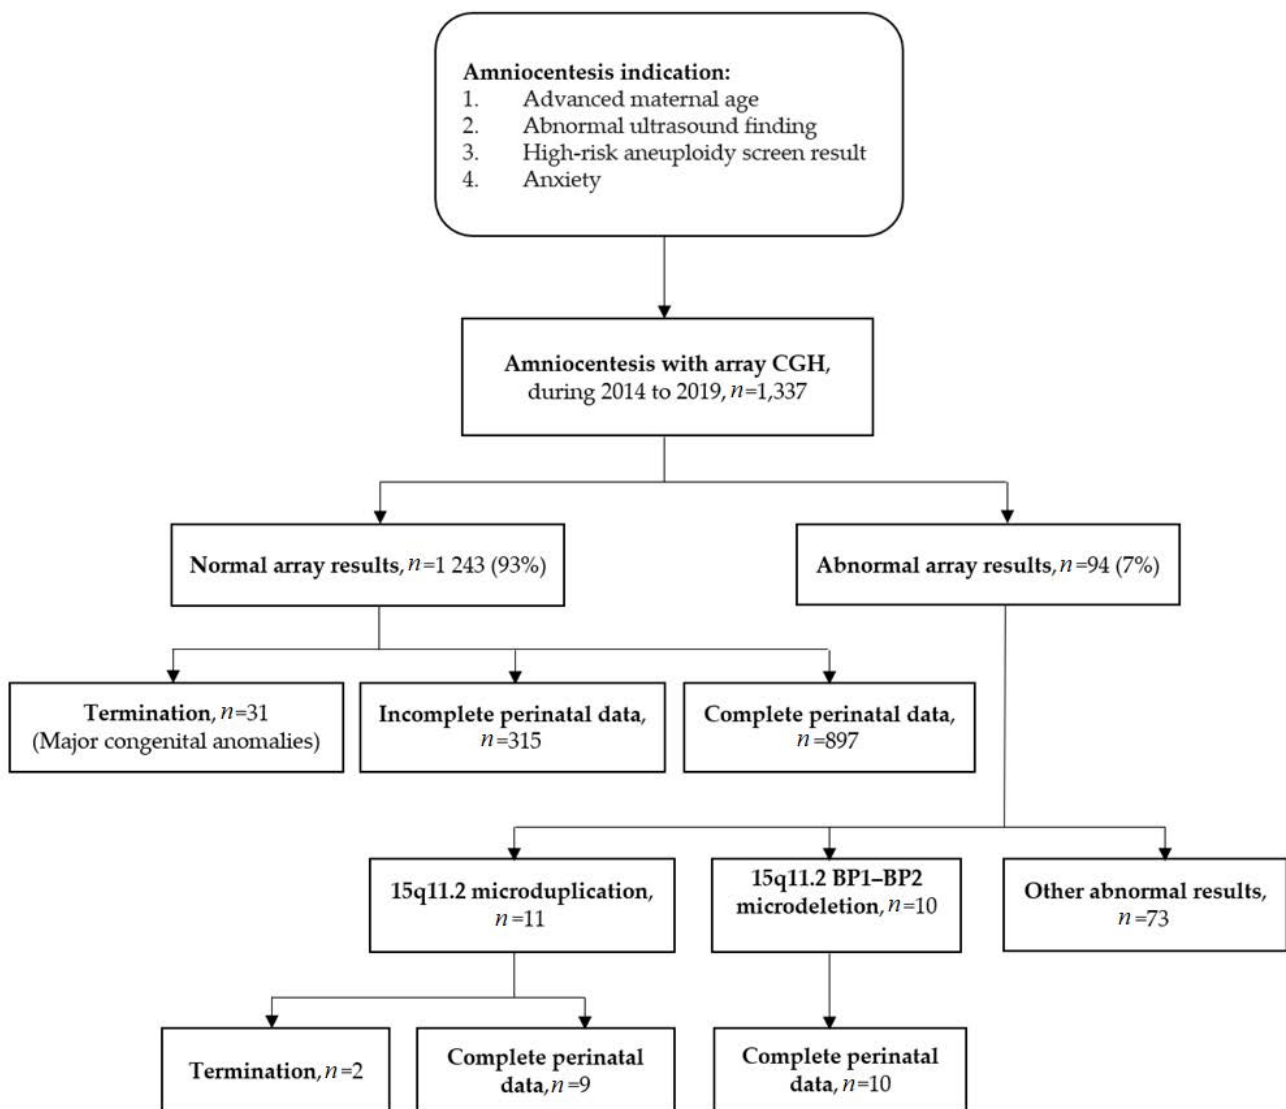 Amniocentesis indication:
1. Advanced maternal age
2. Abnormal ultrasound finding
3. High-risk aneuploidy screen result
4. Anxiety
Amniocentesis with array CGH,
during 2014 to 2019, n=1,337
Normal array results, n=1 243 (93%)
Abnormal array results, n=94 (7%)
Termination, n=31
(Major congenital anomalies)
Incomplete perinatal data,
n=315
Complete perinatal data,
n=897
15q11.2 microduplication,
n=11
15q11.2 BP1–BP2
microdeletion, n=10
Other abnormal results,
n=73
Termination, n=2
Complete perinatal
data, n=9
Complete perinatal
data, n=10